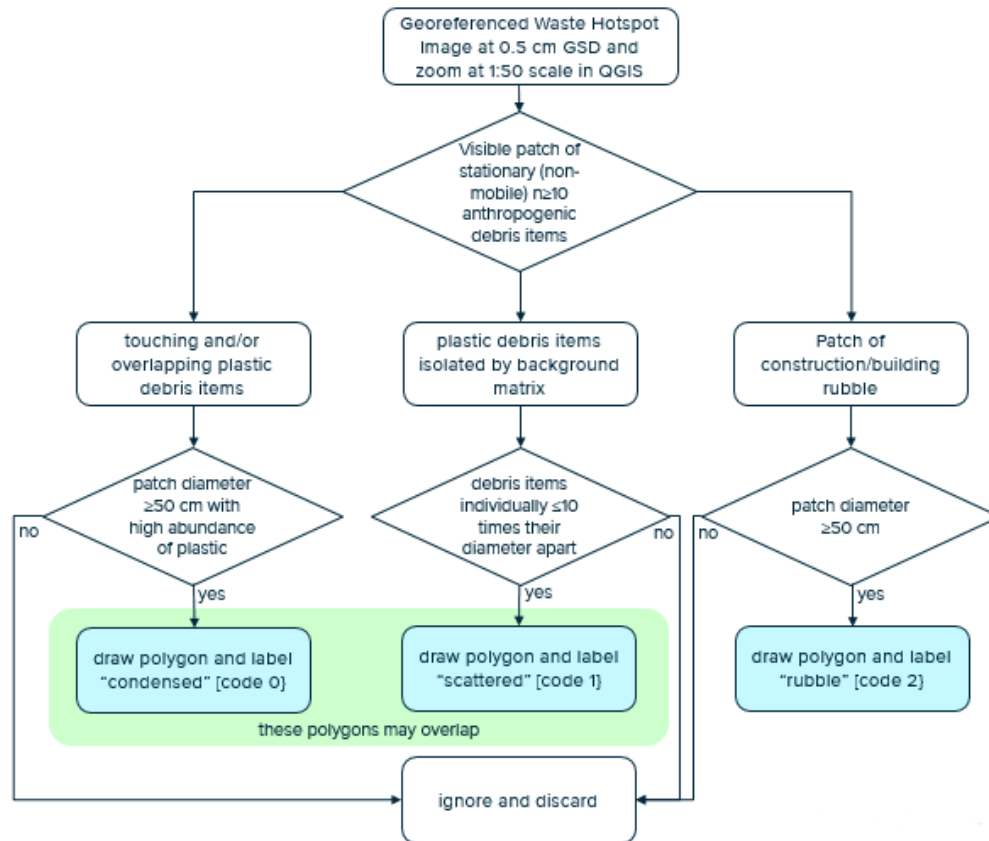 Georeferenced Waste Hotspot
Image at 0.5 cm GSD and
zoom at 1:50 scale in QGIS
Visible patch of
stationary (non-
mobile) n≥10
anthropogenic
debris items
touching and/or
overlapping plastic
debris items
plastic debris items
isolated by background
matrix
Patch of
construction/building
rubble
patch diameter
≥50 cm with
high abundance
of plastic
no
debris items
individually ≤10
times their
diameter apart
no
patch diameter
≥50 cm
no
yes
yes
yes
draw polygon and label
“condensed” [code 0}
draw polygon and label
“scattered” [code 1}
draw polygon and label
“rubble” [code 2}
these polygons may overlap
ignore and discard